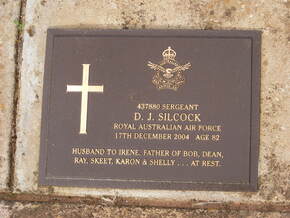 437880 SERGEANT
D. J. SILCOCK
ROYAL AUSTRALIAN AIR FORCE
17TH DECEMBER 2004 AGE 82
HUSBAND TO IRENE. FATHER OF BOB, DEAN,
RAY, SKEET, KARON & SHELLY ... AT REST.